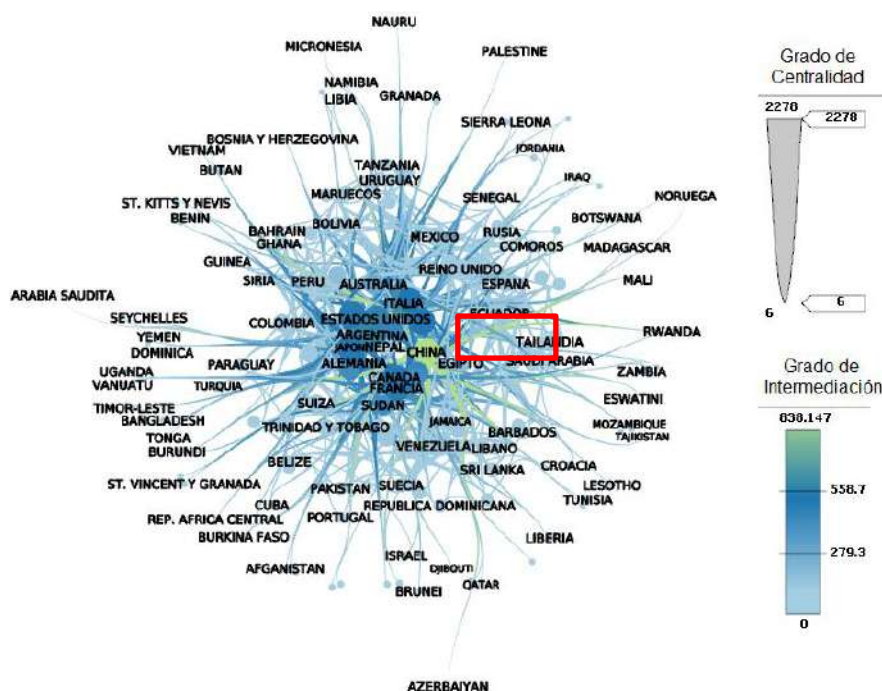 NAURU
MICRONESIA
PALESTINE
NAMIBIA
LIBIA
GRANADA
SIERRA LEONA
BOSNIA Y HERZEGOVINA
VIETNAM
JORDANIA
BUTAN
TANZANIA
URUGUAY
IRAQ
MARUECOS
SENEGAL
NORUEGA
ST. KITTS Y NEVIS
BENIN
BOLIVIA
BOTSWANA
BAHRAIN
GHANA
MEXICO
RUSIA
COMOROS
MADAGASCAR
GUINEA
REINO UNIDO
SIRIA
PERU
AUSTRALIA
ESPANA
MALI
ARABIA SAUDITA
ITALIA
SEYCHELLES
COLOMBIA
ESTADOS UNIDOS
ECUADOR
YEMEN
ARGENTINA
RWANDA
DOMINICA
JAPON
NEPAL
CHINA
TAILANDIA
UGANDA
PARAGUAY
ALEMANIA
EGIPTO
SAUDI ARABIA
ZAMBIA
VANUATU
TURQUIA
CANADA
FRANCIA
ESWATINI
TIMOR-LESTE
SUIZA
SUDAN
BANGLADESH
TRINIDAD Y TOBAGO
JAMAICA
BARBADOS
MOZAMBIQUE
TAJIKISTAN
TONGA
BURUNDI
VENEZUELA
LIBANO
BELIZE
SRI LANKA
CROACIA
ST. VINCENT Y GRANADA
PAKISTAN
SUECIA
LESOTHO
TUNISIA
CUBA
REPUBLICA DOMINICANA
REP. AFRICA CENTRAL
PORTUGAL
BURKINA FASO
LIBERIA
ISRAEL
AFGANISTAN
DJIBOUTI
BRUNEI
QATAR
AZERBAIYAN
Grado de
Centralidad
2278
2278
6
6
Grado de
Intermediación
838.147
558.7
279.3
0